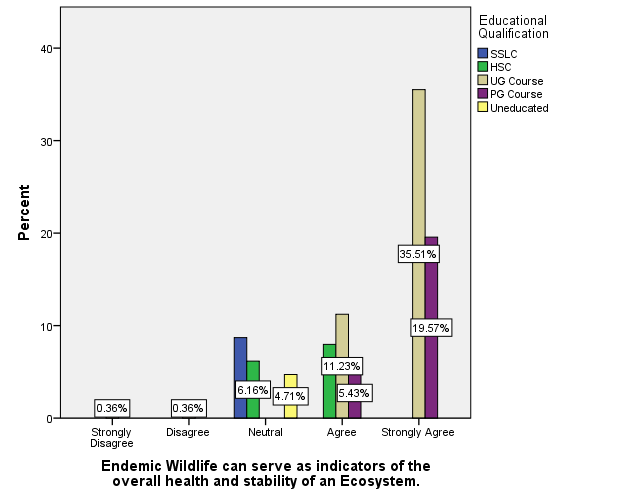 Educational
Qualification
SSLC
HSC
UG Course
PG Course
Uneducated
Percent
40
30
20
10
0
35.51%
19.57%
11.23%
5.43%
6.16%
4.71%
0.36%
0.36%
Strongly
Disagree
Disagree
Neutral
Agree
Strongly Agree
Endemic Wildlife can serve as indicators of the
overall health and stability of an Ecosystem.